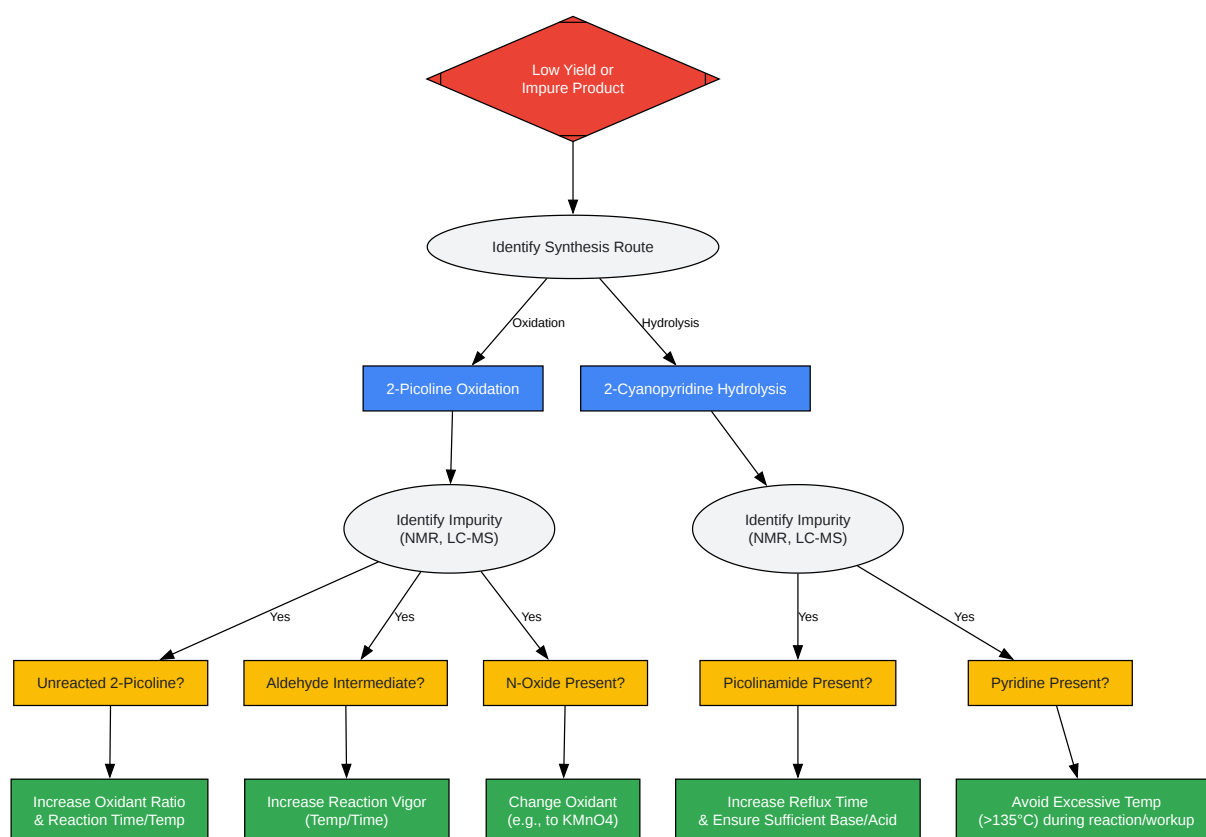 Low Yield or
Impure Product
Identify Synthesis Route
Oxidation
Hydrolysis
2-Picoline Oxidation
2-Cyanopyridine Hydrolysis
Identify Impurity
(NMR, LC-MS)
Identify Impurity
(NMR, LC-MS)
Yes
Yes
Yes
Yes
Yes
Unreacted 2-Picoline?
Aldehyde Intermediate?
N-Oxide Present?
Picolinamide Present?
Pyridine Present?
Increase Oxidant Ratio
& Reaction Time/Temp
Increase Reaction Vigor
(Temp/Time)
Change Oxidant
(e.g., to KMnO4)
Increase Reflux Time
& Ensure Sufficient Base/Acid
Avoid Excessive Temp
(>135°C) during reaction/workup